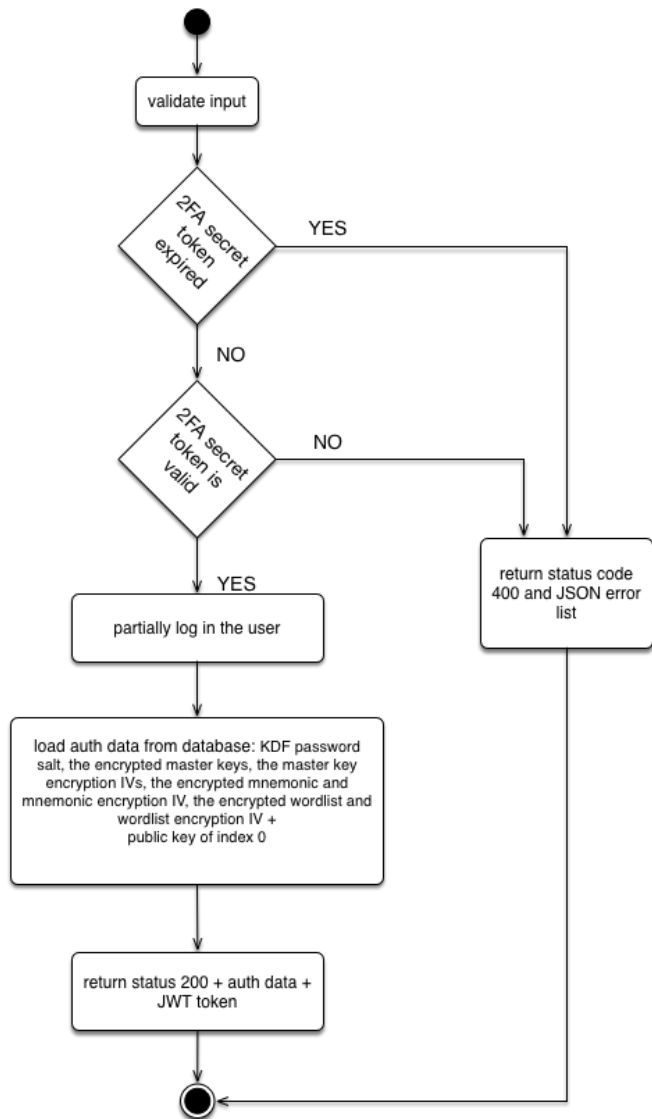 validate input
2FA secret
token
expired
YES
NO
2FA secret
token is
valid
NO
YES
return status code
400 and JSON error
list
partially log in the user
load auth data from database: KDF password
salt, the encrypted master keys, the master key
encryption IVs, the encrypted mnemonic and
mnemonic encryption IV, the encrypted wordlist and
wordlist encryption IV +
public key of index 0
return status 200 + auth data +
JWT token